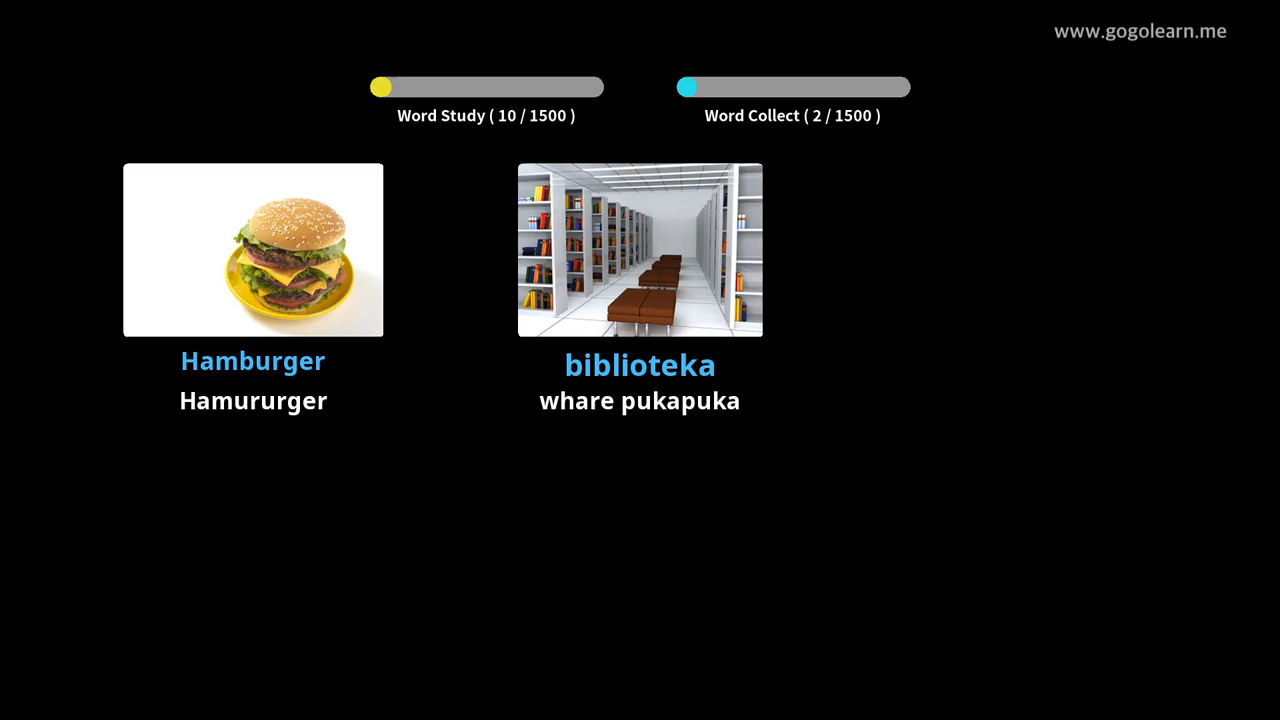 www.gogolearn.me
Word Study ( 10 / 1500 )
Word Collect ( 2 / 1500 )
Hamburger
Hamururger
biblioteka
whare pukapuka